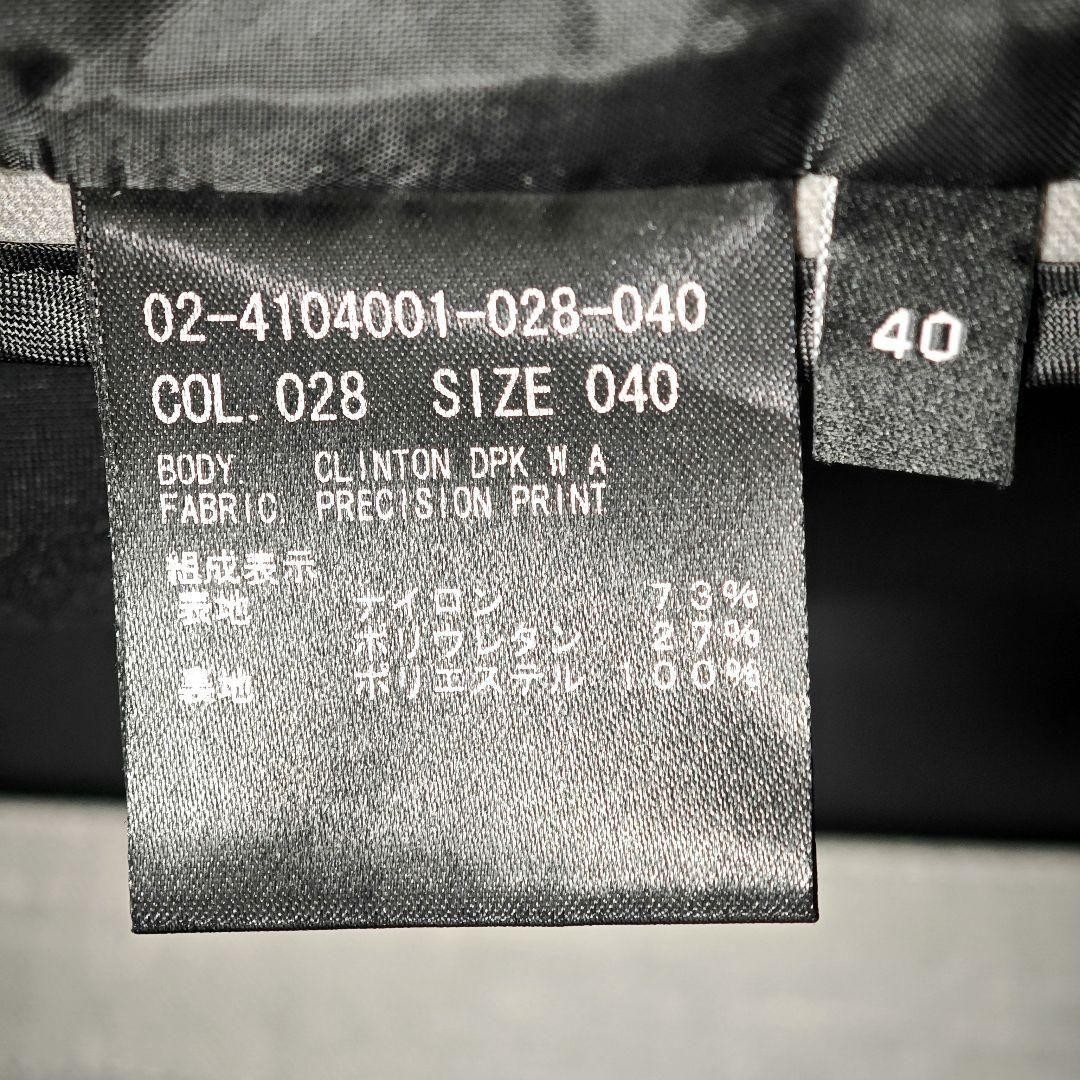 02-4104001-028-040
COL. 028 SIZE 040
BODY. CLINTON DPK W A
FABRIC. PRECISION PRINT
組成表示
表地 ナイロン 73%
ポリウレタン 27%
裏地 ポリエステル 100%
40